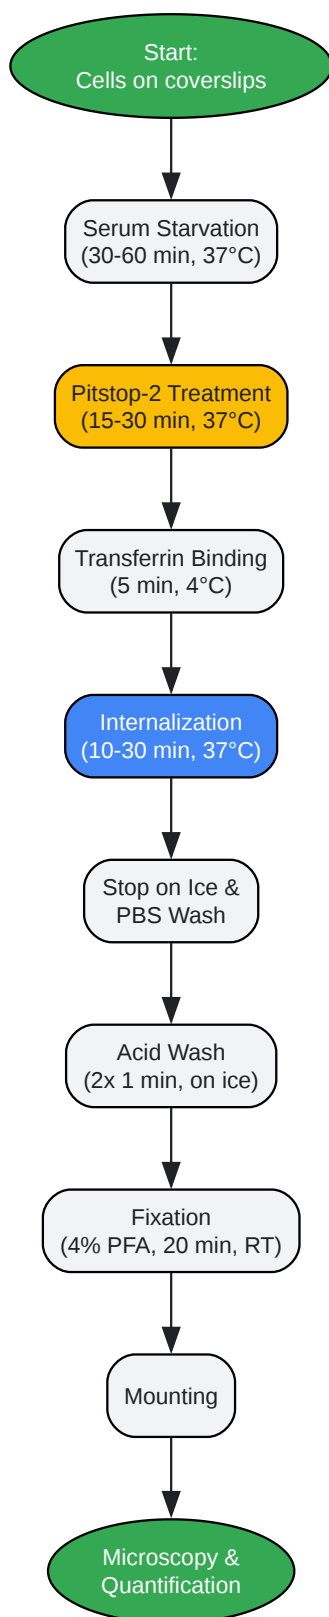 Start:
Cells on coverslips
Serum Starvation
(30-60 min, 37°C)
Pitstop-2 Treatment
(15-30 min, 37°C)
Transferrin Binding
(5 min, 4°C)
Internalization
(10-30 min, 37°C)
Stop on Ice &
PBS Wash
Acid Wash
(2x 1 min, on ice)
Fixation
(4% PFA, 20 min, RT)
Mounting
Microscopy &
Quantification